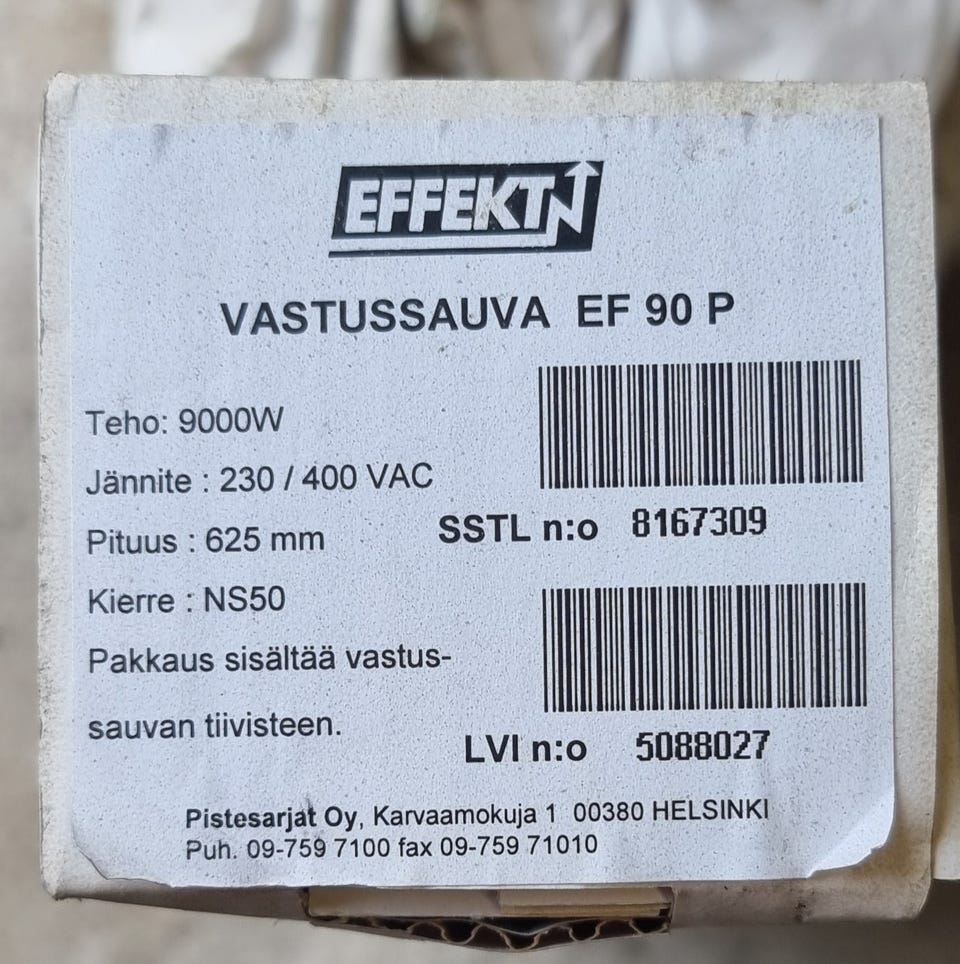 EFFEKT
VASTUSSAUVA EF 90 P
Teho: 9000W
Jännite : 230 / 400 VAC
Pituus : 625 mm
SSTL n:o 8167309
Kierre : NS50
Pakkaus sisältää vastus-
sauvan tiivisteen.
LVI n:o 5088027
Pistesarjat Oy, Karvaamokuja 1 00380 HELSINKI
Puh. 09-759 7100 fax 09-759 71010